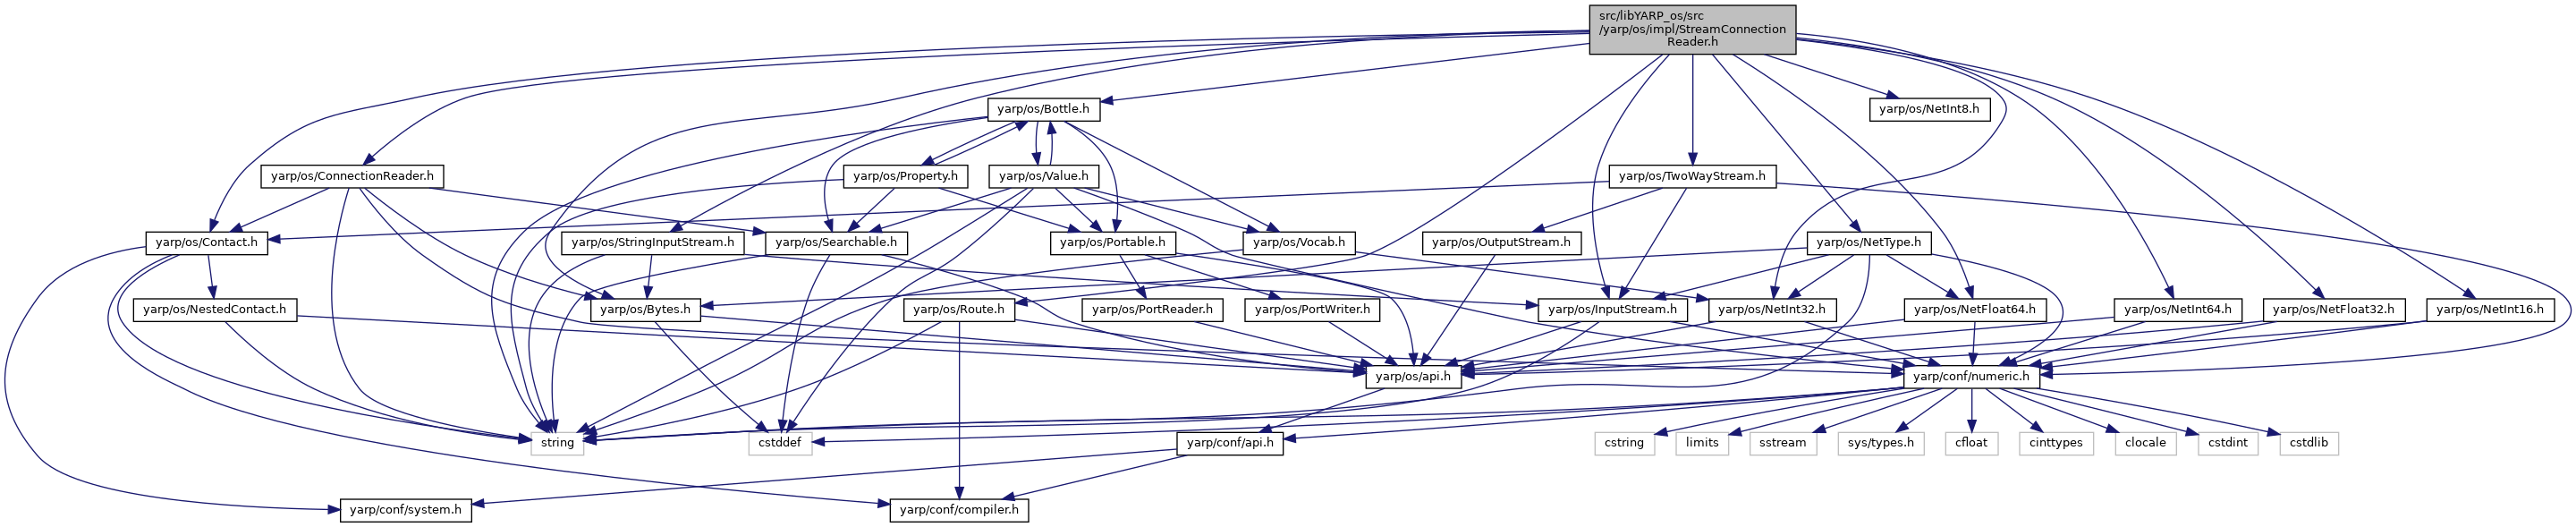 src/libYARP_os/src
/yarp/os/impl/StreamConnection
Reader.h
yarp/os/Bottle.h
yarp/os/NetInt8.h
yarp/os/ConnectionReader.h
yarp/os/Property.h
yarp/os/Value.h
yarp/os/TwoWayStream.h
yarp/os/Contact.h
yarp/os/StringInputStream.h
yarp/os/Searchable.h
yarp/os/Portable.h
yarp/os/Vocab.h
yarp/os/OutputStream.h
yarp/os/NetType.h
yarp/os/NestedContact.h
yarp/os/Bytes.h
yarp/os/Route.h
yarp/os/PortReader.h
yarp/os/PortWriter.h
yarp/os/InputStream.h
yarp/os/NetInt32.h
yarp/os/NetFloat64.h
yarp/os/NetInt64.h
yarp/os/NetFloat32.h
yarp/os/NetInt16.h
yarp/os/api.h
yarp/conf/numeric.h
string
cstddef
yarp/conf/api.h
cstring
limits
sstream
sys/types.h
cfloat
cinttypes
clocale
cstdint
cstdlib
yarp/conf/system.h
yarp/conf/compiler.h